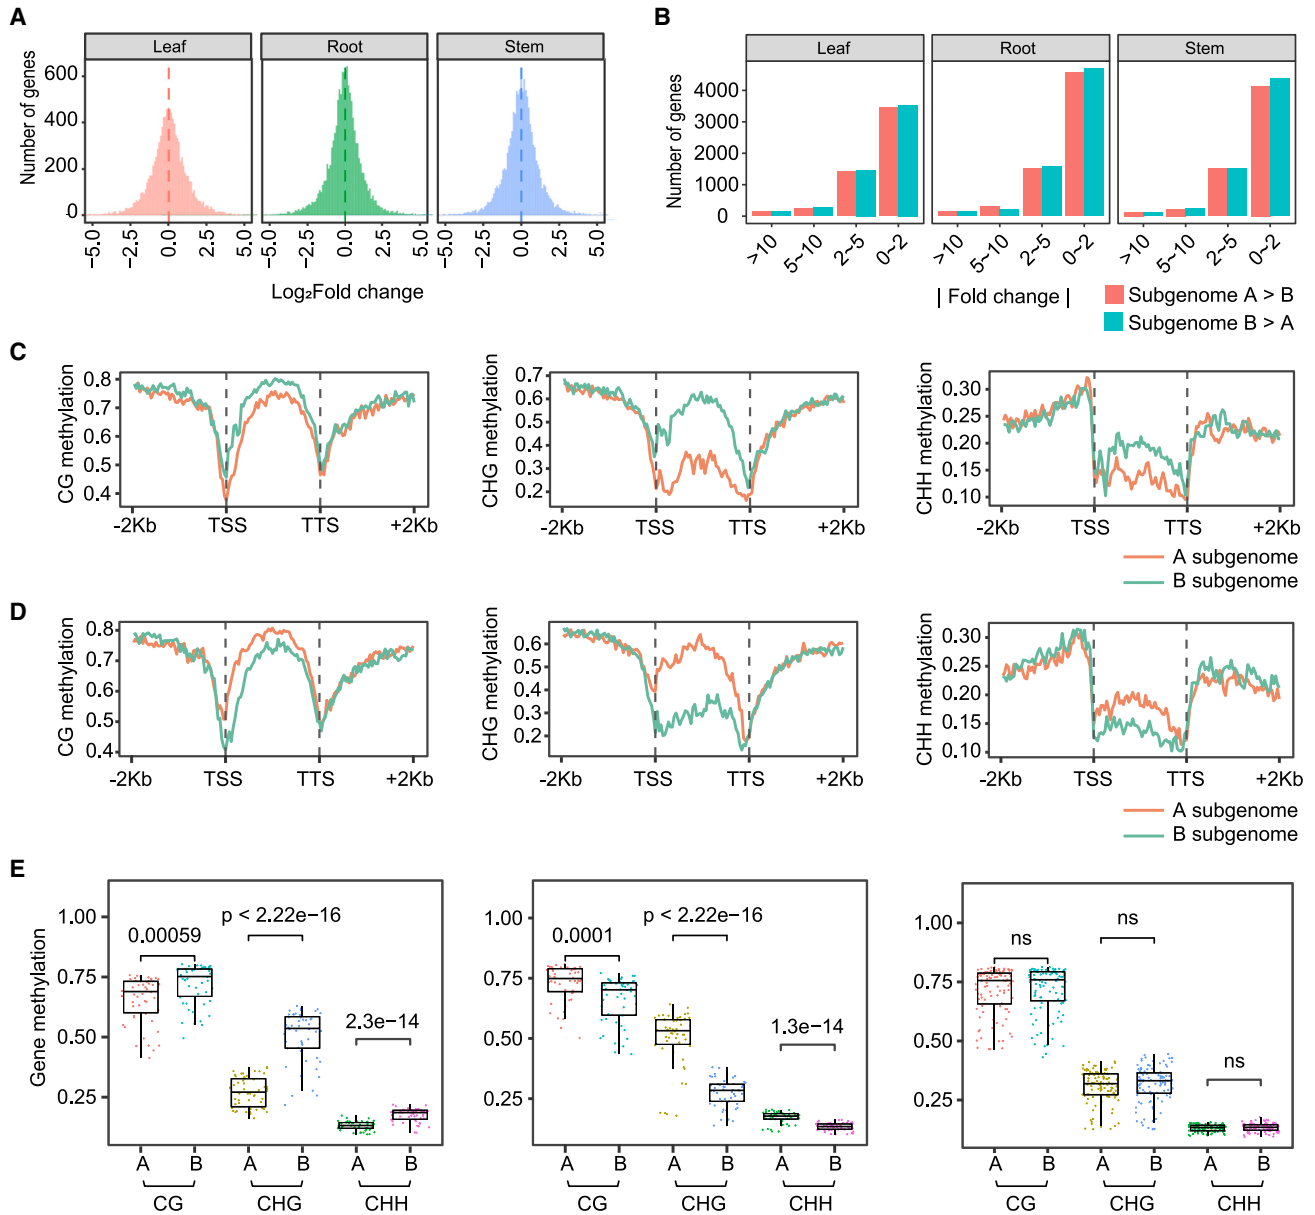 A
Leaf Root Stem
Number of genes
600
400
200
0
−5.0 −2.5 0.0 2.5 5.0 −5.0 −2.5 0.0 2.5 5.0 −5.0 −2.5 0.0 2.5 5.0
Log₂Fold change
B
Leaf Root Stem
Number of genes
4000
3000
2000
1000
0
>10 5~10 2~5 0~2 >10 5~10 2~5 0~2 >10 5~10 2~5 0~2
| Fold change |
Subgenome A > B
Subgenome B > A
C
CG methylation
0.8
0.7
0.6
0.5
0.4
-2Kb TSS TTS +2Kb
CHG methylation
0.7
0.6
0.5
0.4
0.3
0.2
-2Kb TSS TTS +2Kb
CHH methylation
0.30
0.25
0.20
0.15
0.10
-2Kb TSS TTS +2Kb
A subgenome
B subgenome
D
CG methylation
0.8
0.7
0.6
0.5
0.4
-2Kb TSS TTS +2Kb
CHG methylation
0.6
0.5
0.4
0.3
0.2
-2Kb TSS TTS +2Kb
CHH methylation
0.30
0.25
0.20
0.15
0.10
-2Kb TSS TTS +2Kb
A subgenome
B subgenome
E
Gene methylation
1.00
0.75
0.50
0.25
0.00059
p < 2.22e−16
2.3e−14
A B A B A B
CG CHG CHH
1.00
0.75
0.50
0.25
0.0001
p < 2.22e−16
1.3e−14
A B A B A B
CG CHG CHH
1.00
0.75
0.50
0.25
ns
ns
ns
A B A B A B
CG CHG CHH